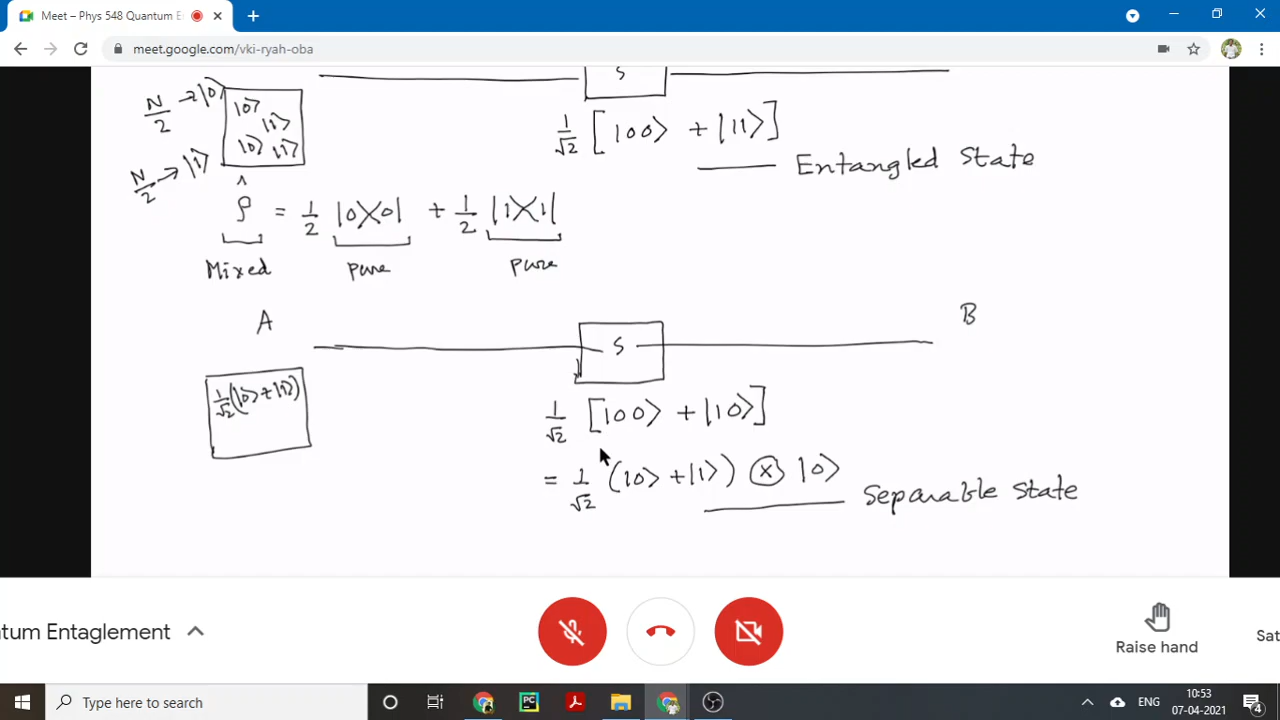 Meet – Phys 548 Quantum E
meet.google.com/vki-ryah-oba
S
N/2 → |0⟩
|0⟩
|1⟩
|0⟩ |1⟩
N/2 → |1⟩
1/√2 [|00⟩ + |11⟩]
Entangled State
ρ̂ = 1/2 |0⟩⟨0| + 1/2 |1⟩⟨1|
Mixed pure pure
A S B
1/√2 (|0⟩+|1⟩)
1/√2 [|00⟩ + |10⟩]
= 1/√2 (|0⟩ + |1⟩) ⊗ |0⟩
Separable State
ntum Entaglement
Raise hand
Sat
Type here to search
ENG
10:53
07-04-2021
4